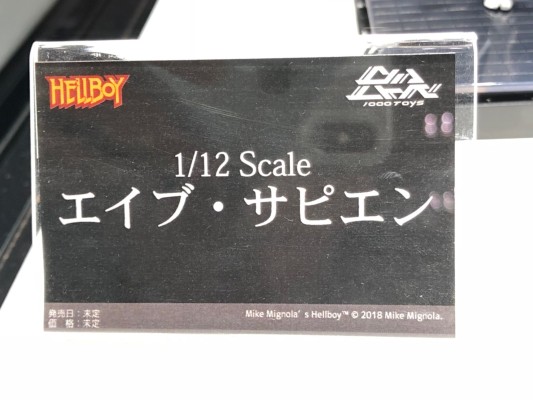 HELLBOY
1000TOYS
1/12 Scale
エイブ・サピエン
発売日：未定
価 格：未定
Mike Mignola's Hellboy™ © 2018 Mike Mignola.